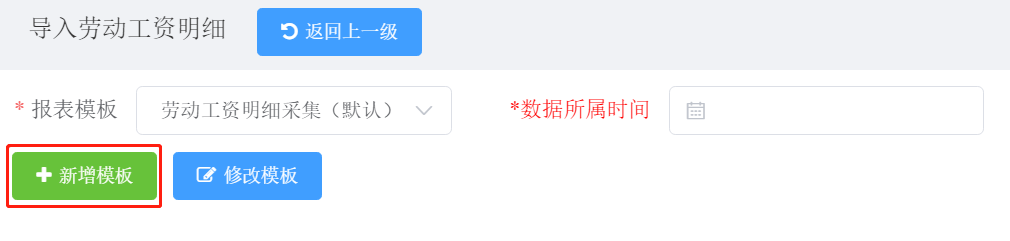 导入劳动工资明细 返回上一级
* 报表模板 劳动工资明细采集（默认） *数据所属时间
新增模板 修改模板